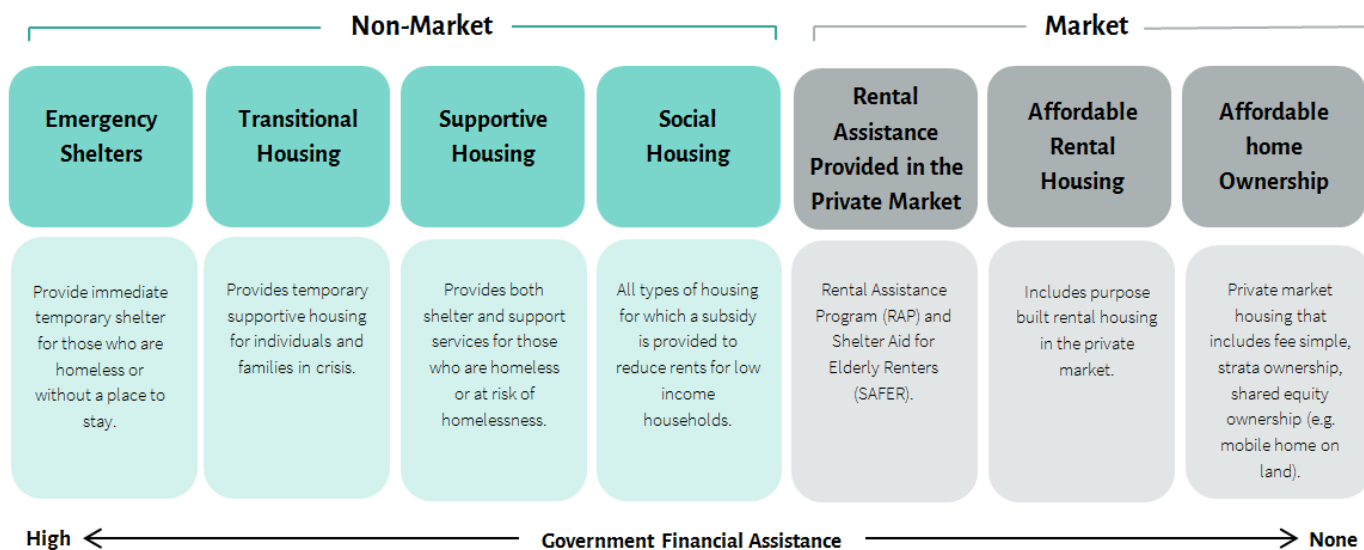 Non-Market
Market
Emergency
Shelters
Transitional
Housing
Supportive
Housing
Social
Housing
Rental
Assistance
Provided in the
Private Market
Affordable
Rental
Housing
Affordable
home
Ownership
Provide immediate
temporary shelter
for those who are
homeless or
without a place to
stay.
Provides temporary
supportive housing
for individuals and
families in crisis.
Provides both
shelter and support
services for those
who are homeless
or at risk of
homelessness.
All types of housing
for which a subsidy
is provided to
reduce rents for low
income
households.
Rental Assistance
Program (RAP) and
Shelter Aid for
Elderly Renters
(SAFER).
Includes purpose
built rental housing
in the private
market.
Private market
housing that
includes fee simple,
strata ownership,
shared equity
ownership (e.g.
mobile home on
land).
High
Government Financial Assistance
None